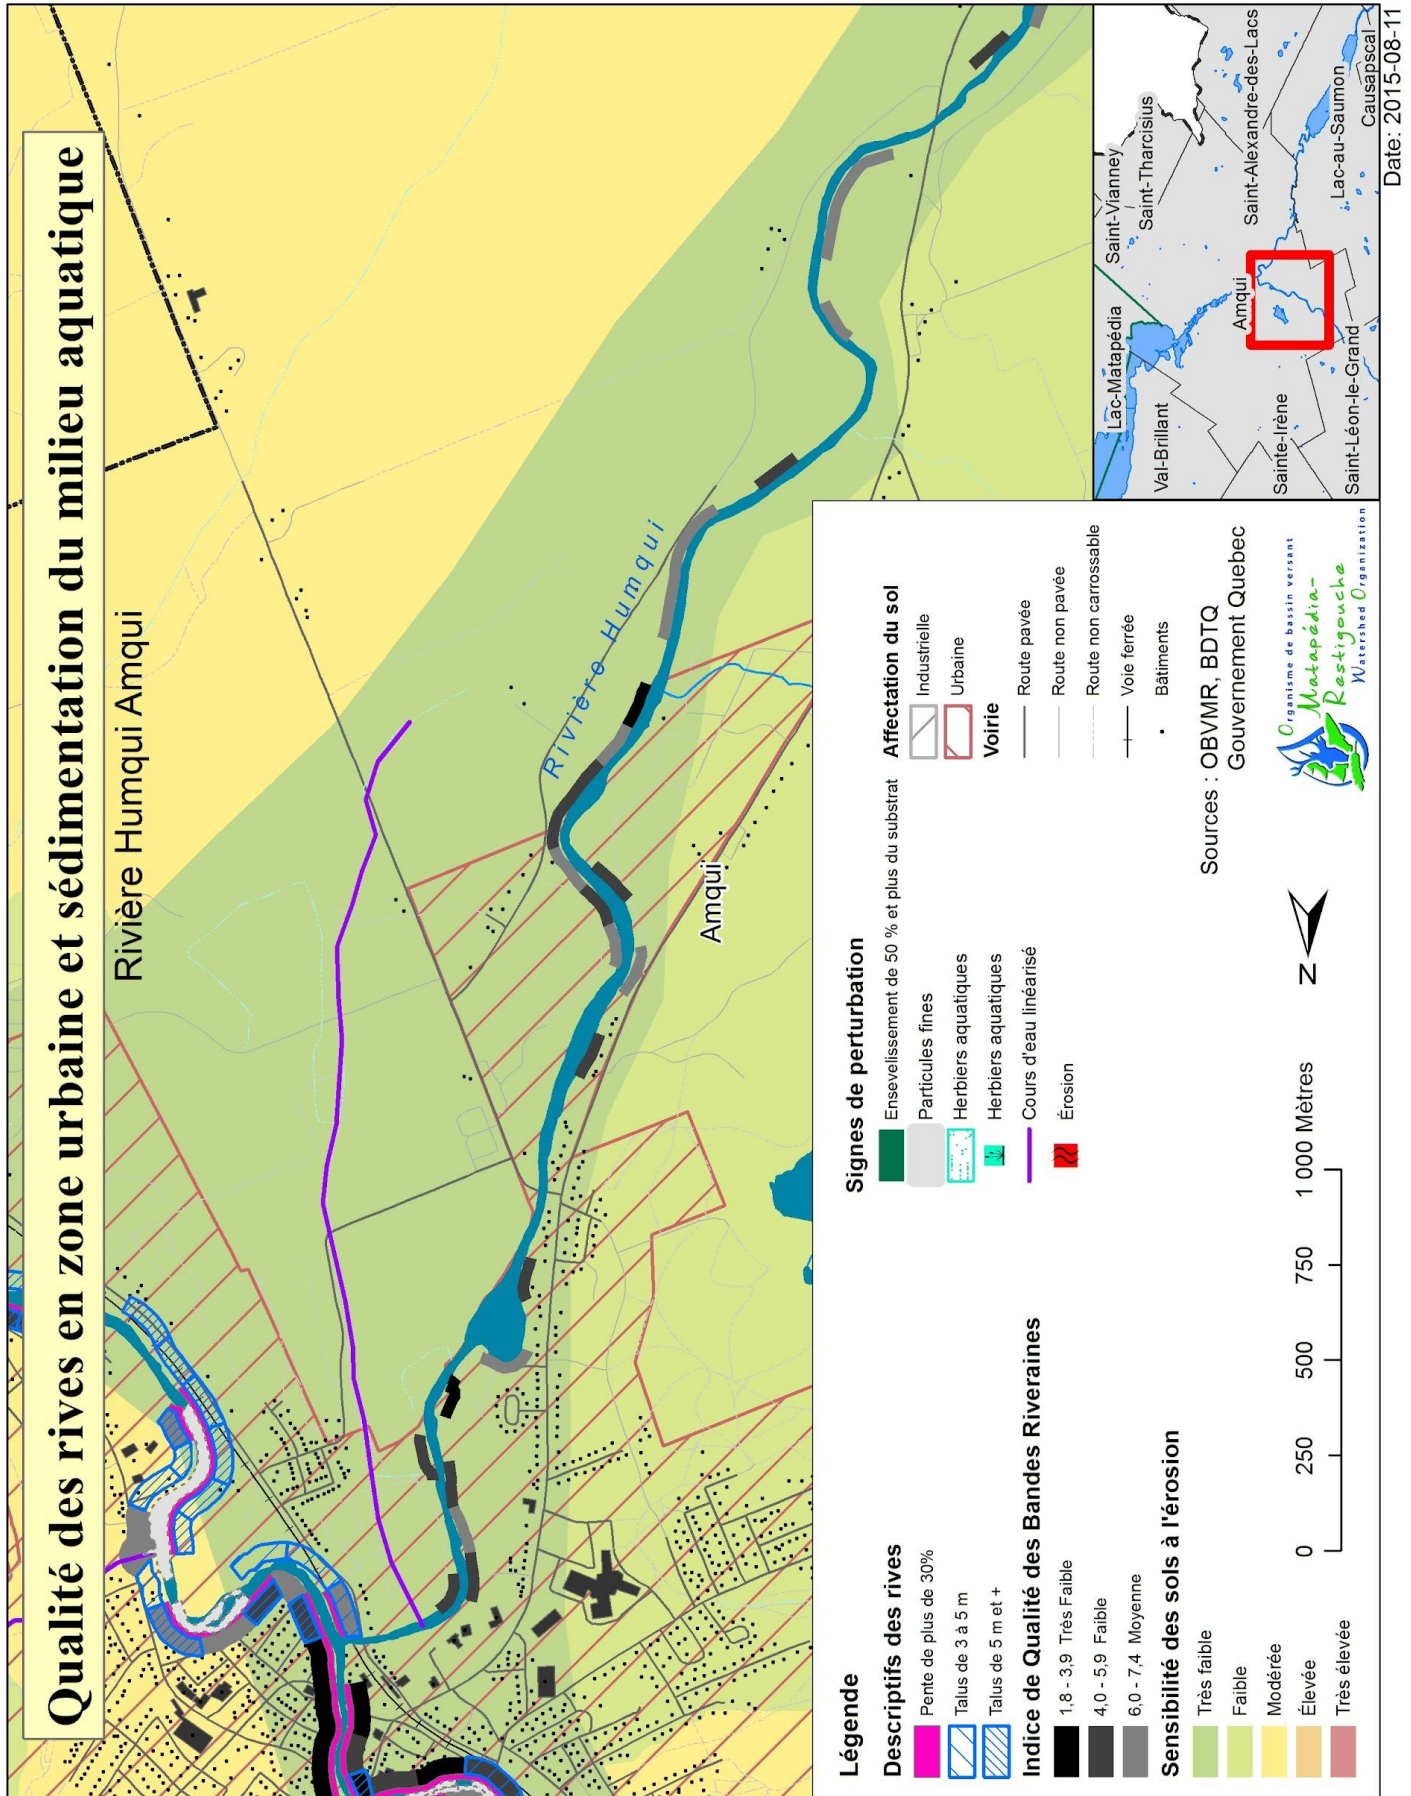 Qualité des rives en zone urbaine et sédimentation du milieu aquatique
Rivière Humqui Amqui
Rivière Humqui
Amqui
Légende
Descriptifs des rives
Pente de plus de 30%
Talus de 3 à 5 m
Talus de 5 m et +
Indice de Qualité des Bandes Riveraines
1,8 - 3,9 Très Faible
4,0 - 5,9 Faible
6,0 - 7,4 Moyenne
Sensibilité des sols à l'érosion
Très faible
Faible
Modérée
Élevée
Très élevée
Signes de perturbation
Ensevelissement de 50 % et plus du substrat
Particules fines
Herbiers aquatiques
Herbiers aquatiques
Cours d'eau linéarisé
Érosion
Affectation du sol
Industrielle
Urbaine
Voirie
Route pavée
Route non pavée
Route non carrossable
Voie ferrée
Bâtiments
0 250 500 750 1 000 Mètres
N
Sources : OBVMR, BDTQ
Gouvernement Quebec
Organisme de bassin versant
Matapédia-
Restigouche
Watershed Organization
Lac-Matapédia
Saint-Vianney
Saint-Tharcisius
Val-Brillant
Amqui
Saint-Alexandre-des-Lacs
Sainte-Irène
Lac-au-Saumon
Saint-Léon-le-Grand
Causapscal
Date: 2015-08-11